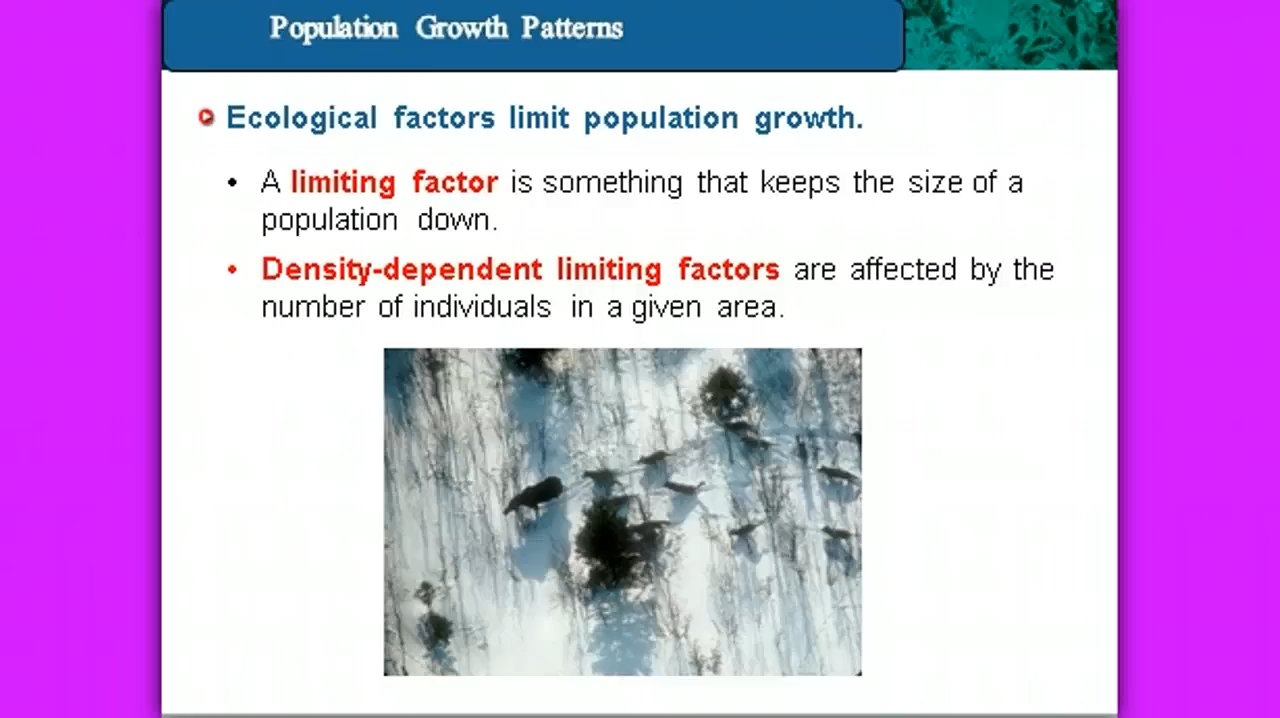 Population Growth Patterns
Ecological factors limit population growth.
• A limiting factor is something that keeps the size of a
population down.
• Density-dependent limiting factors are affected by the
number of individuals in a given area.